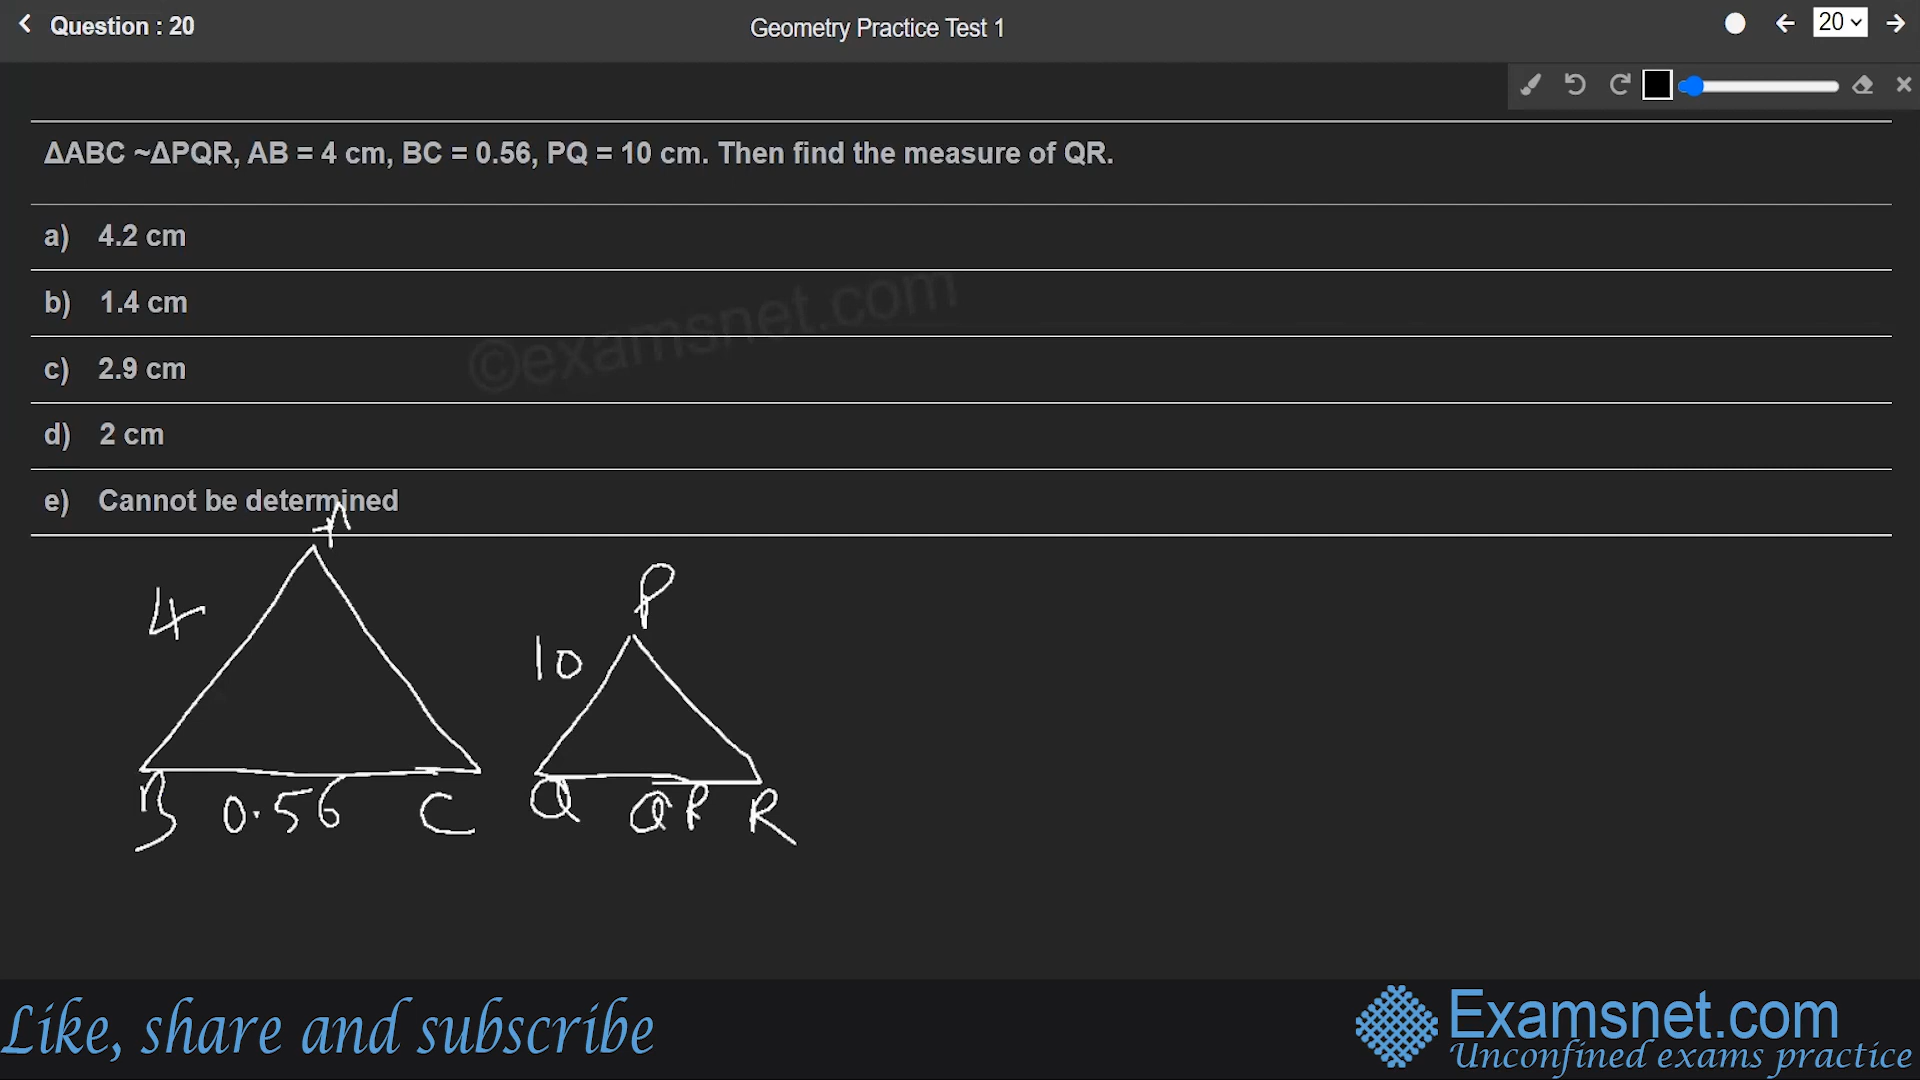 Question : 20
Geometry Practice Test 1
20
ΔABC ~ΔPQR, AB = 4 cm, BC = 0.56, PQ = 10 cm. Then find the measure of QR.
a) 4.2 cm
b) 1.4 cm
c) 2.9 cm
d) 2 cm
e) Cannot be determined
©examsnet.com
A
P
4
10
B 0.56 C
Q QR R
Like, share and subscribe
Examsnet.com
Unconfined exams practice